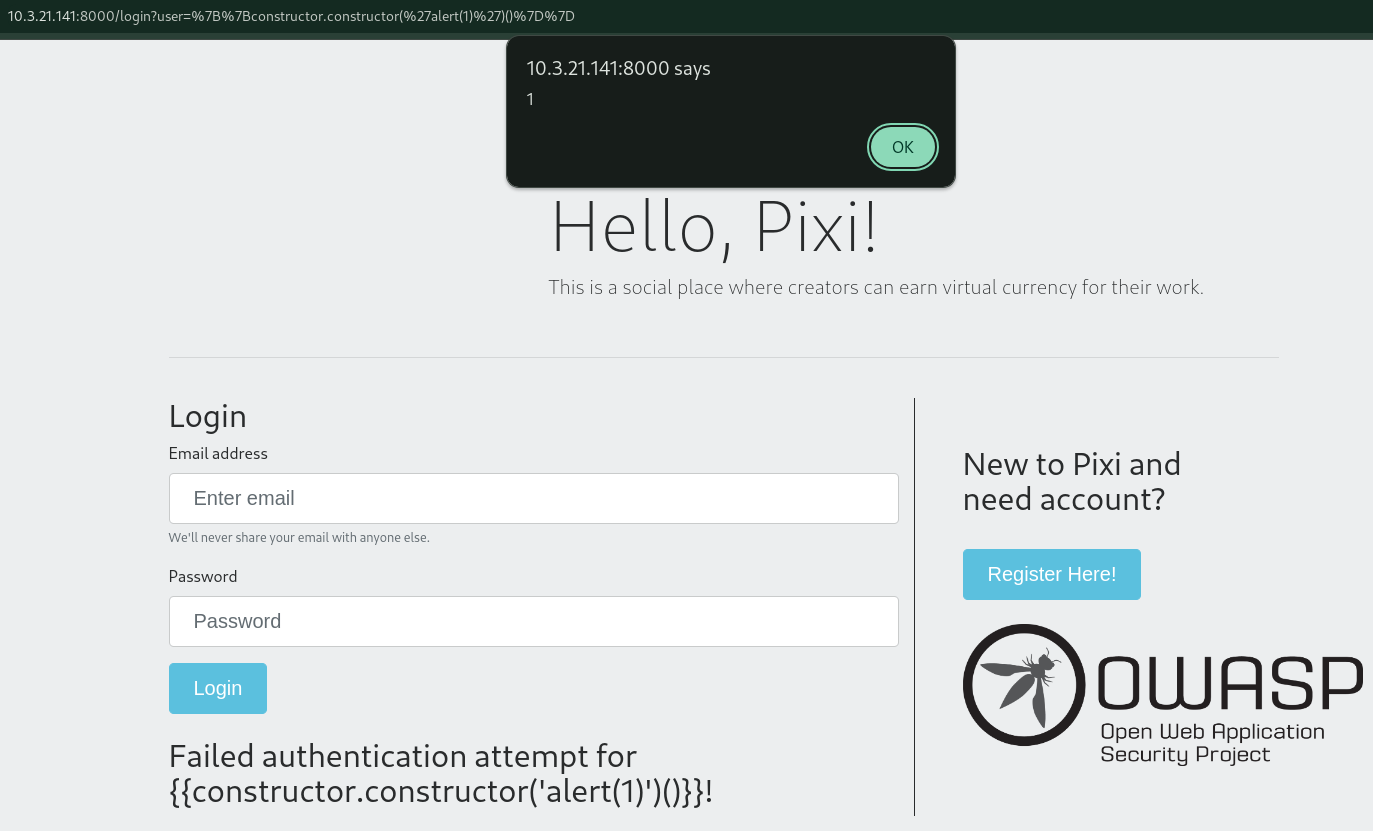 10.3.21.141:8000/login?user=%7B%7Bconstructor.constructor(%27alert(1)%27)()%7D%7D
10.3.21.141:8000 says
1
OK
Hello, Pixi!
This is a social place where creators can earn virtual currency for their work.
Login
Email address
Enter email
We'll never share your email with anyone else.
Password
Password
Login
Failed authentication attempt for
{{constructor.constructor('alert(1)')()}}!
New to Pixi and
need account?
Register Here!
OWASP
Open Web Application
Security Project